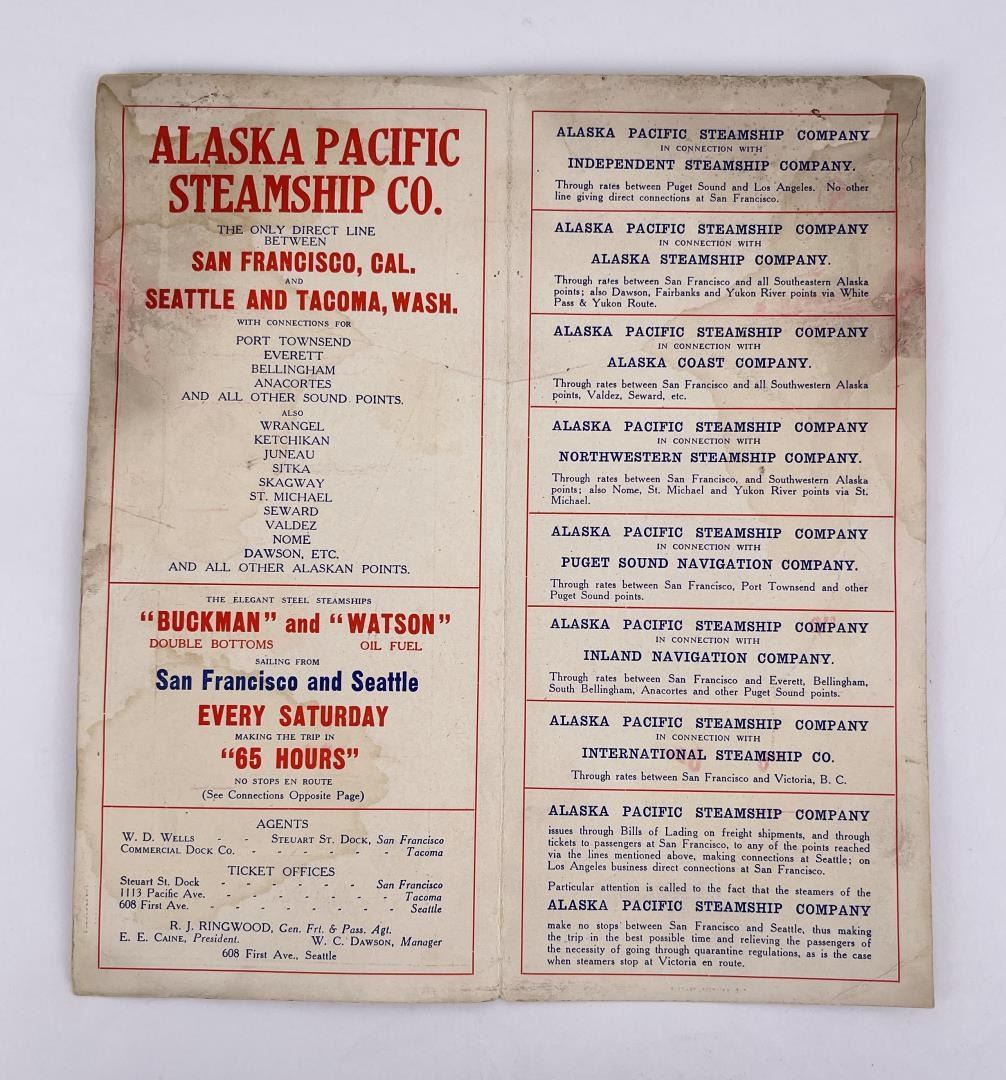 ALASKA PACIFIC
STEAMSHIP CO.
THE ONLY DIRECT LINE
BETWEEN
SAN FRANCISCO, CAL.
AND
SEATTLE AND TACOMA, WASH.
WITH CONNECTIONS FOR
PORT TOWNSEND
EVERETT
BELLINGHAM
ANACORTES
AND ALL OTHER SOUND POINTS.
ALSO
WRANGEL
KETCHIKAN
JUNEAU
SITKA
SKAGWAY
ST. MICHAEL
SEWARD
VALDEZ
NOME
DAWSON, ETC.
AND ALL OTHER ALASKAN POINTS.
THE ELEGANT STEEL STEAMSHIPS
"BUCKMAN" and "WATSON"
DOUBLE BOTTOMS OIL FUEL
SAILING FROM
San Francisco and Seattle
EVERY SATURDAY
MAKING THE TRIP IN
"65 HOURS"
NO STOPS EN ROUTE
(See Connections Opposite Page)
AGENTS
W. D. WELLS - - STEUART ST. DOCK, San Francisco
COMMERCIAL DOCK CO. - - - - - - Tacoma
TICKET OFFICES
Steuart St. Dock - - - - - - San Francisco
1113 Pacific Ave. - - - - - - - Tacoma
608 First Ave. - - - - - - - Seattle
R. J. RINGWOOD, Gen. Frt. & Pass. Agt.
E. E. CAINE, President. W. C. DAWSON, Manager
608 First Ave., Seattle
ALASKA PACIFIC STEAMSHIP COMPANY
IN CONNECTION WITH
INDEPENDENT STEAMSHIP COMPANY.
Through rates between Puget Sound and Los Angeles. No other
line giving direct connections at San Francisco.
ALASKA PACIFIC STEAMSHIP COMPANY
IN CONNECTION WITH
ALASKA STEAMSHIP COMPANY.
Through rates between San Francisco and all Southeastern Alaska
points; also Dawson, Fairbanks and Yukon River points via White
Pass & Yukon Route.
ALASKA PACIFIC STEAMSHIP COMPANY
IN CONNECTION WITH
ALASKA COAST COMPANY.
Through rates between San Francisco and all Southwestern Alaska
points, Valdez, Seward, etc.
ALASKA PACIFIC STEAMSHIP COMPANY
IN CONNECTION WITH
NORTHWESTERN STEAMSHIP COMPANY.
Through rates between San Francisco, and Southwestern Alaska
points; also Nome, St. Michael and Yukon River points via St.
Michael.
ALASKA PACIFIC STEAMSHIP COMPANY
IN CONNECTION WITH
PUGET SOUND NAVIGATION COMPANY.
Through rates between San Francisco, Port Townsend and other
Puget Sound points.
ALASKA PACIFIC STEAMSHIP COMPANY
IN CONNECTION WITH
INLAND NAVIGATION COMPANY.
Through rates between San Francisco and Everett, Bellingham,
South Bellingham, Anacortes and other Puget Sound points.
ALASKA PACIFIC STEAMSHIP COMPANY
IN CONNECTION WITH
INTERNATIONAL STEAMSHIP CO.
Through rates between San Francisco and Victoria, B. C.
ALASKA PACIFIC STEAMSHIP COMPANY
issues through Bills of Lading on freight shipments, and through
tickets to passengers at San Francisco, to any of the points reached
via the lines mentioned above, making connections at Seattle; on
Los Angeles business direct connections at San Francisco.
Particular attention is called to the fact that the steamers of the
ALASKA PACIFIC STEAMSHIP COMPANY
make no stops between San Francisco and Seattle, thus making
the trip in the best possible time and relieving the passengers of
the necessity of going through quarantine regulations, as is the case
when steamers stop at Victoria en route.